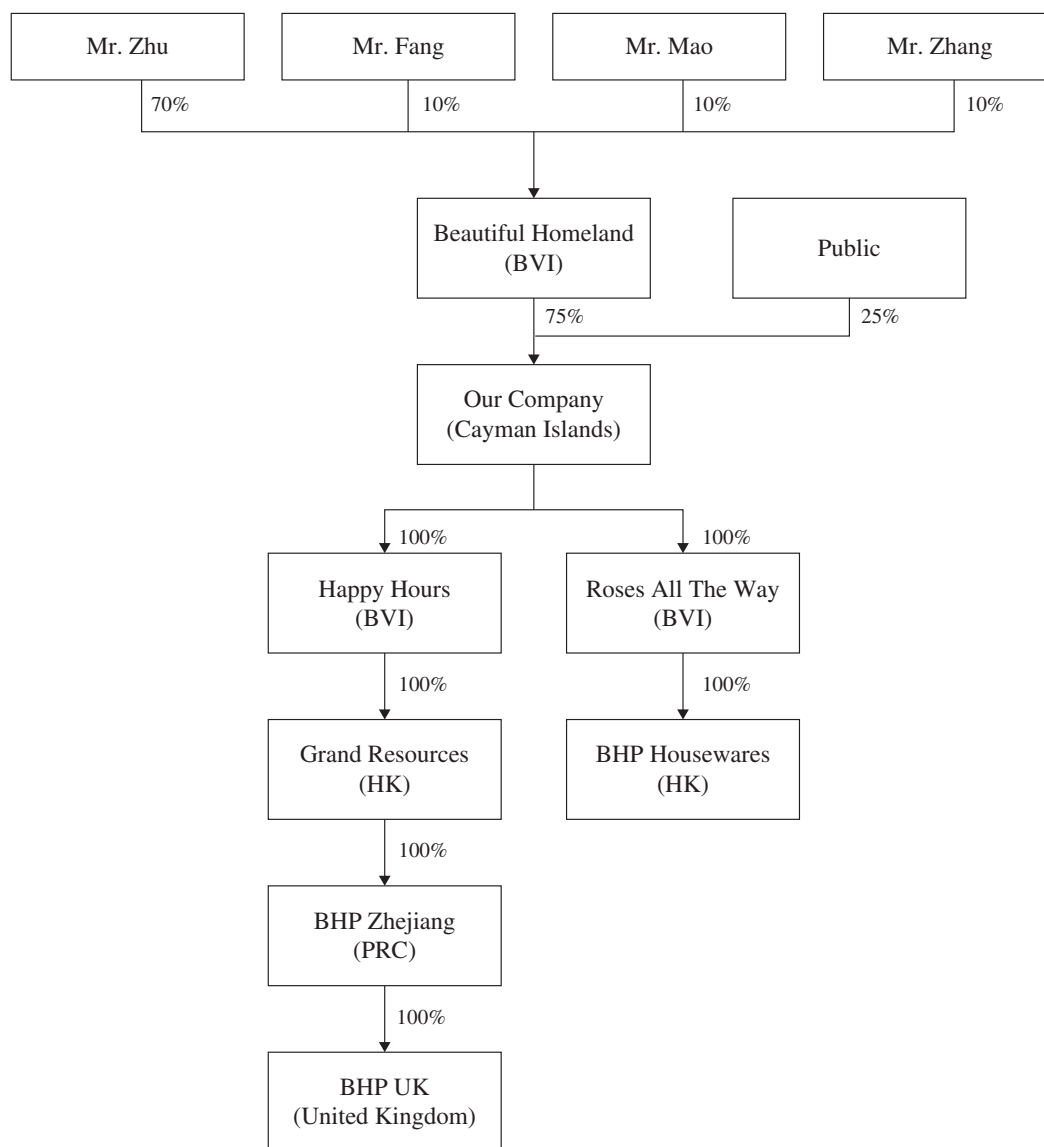 Mr. Zhu
Mr. Fang
Mr. Mao
Mr. Zhang
70%
10%
10%
10%
Beautiful Homeland
(BVI)
Public
75%
25%
Our Company
(Cayman Islands)
100%
100%
Happy Hours
(BVI)
Roses All The Way
(BVI)
100%
100%
Grand Resources
(HK)
BHP Housewares
(HK)
100%
BHP Zhejiang
(PRC)
100%
BHP UK
(United Kingdom)